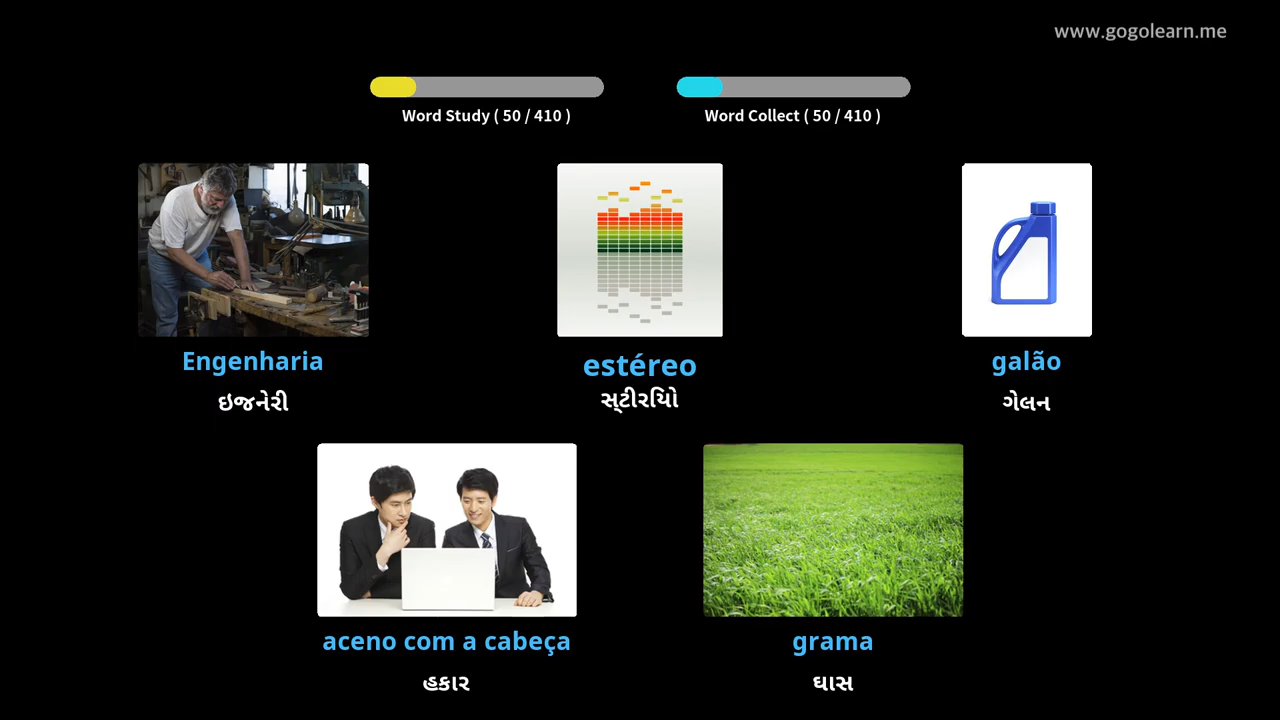 www.gogolearn.me
Word Study ( 50 / 410 )
Word Collect ( 50 / 410 )
Engenharia
ઇજનેરી
estéreo
સ્ટીરિયો
galão
ગેલન
aceno com a cabeça
હકાર
grama
ઘાસ